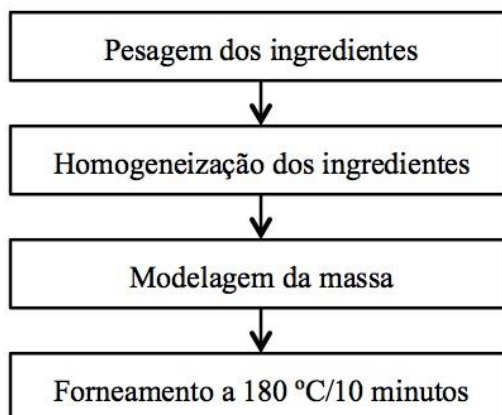 Pesagem dos ingredientes
Homogeneização dos ingredientes
Modelagem da massa
Forneamento a 180 ºC/10 minutos